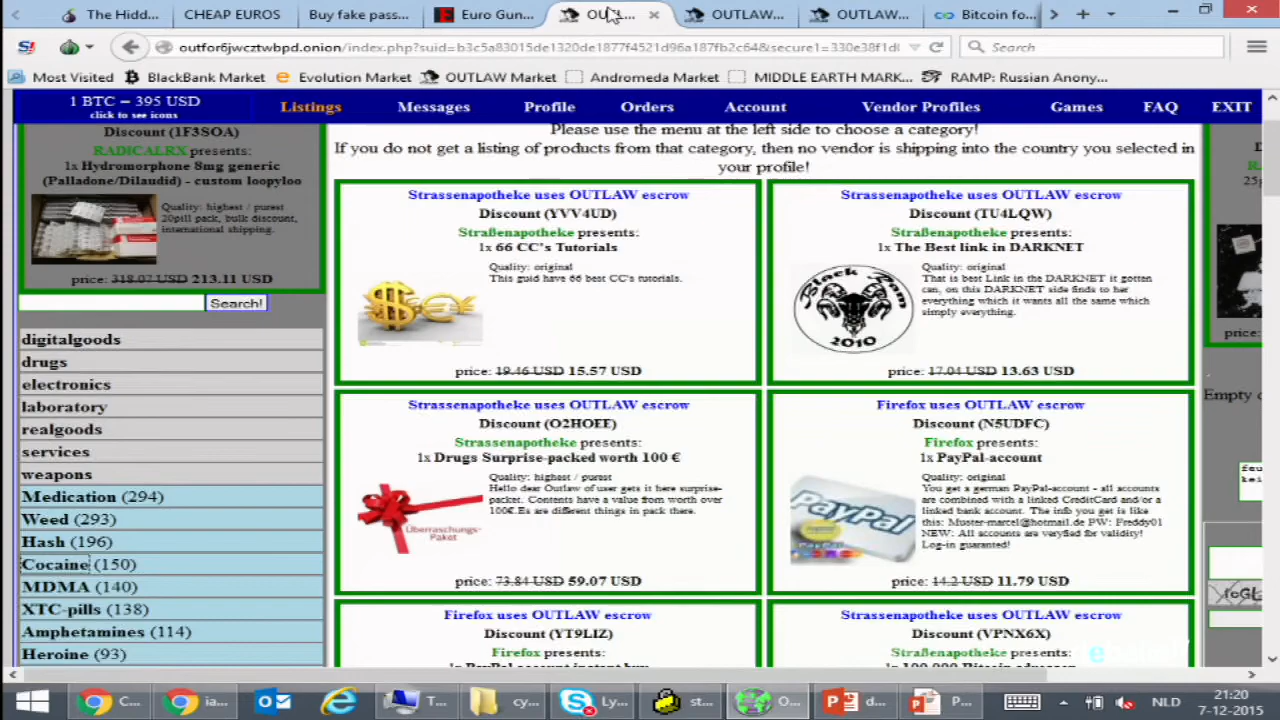 The Hidd...
CHEAP EUROS
Buy fake pass...
Euro Gun...
OUTLAW...
OUTLAW...
Bitcoin fo...
outfor6jwcztwbpd.onion/index.php?suid=b3c5a83015de1320de1877f4521d96a187fb2c648&secure1=330e38f1d
Search
Most Visited
BlackBank Market
Evolution Market
OUTLAW Market
Andromeda Market
MIDDLE EARTH MARK...
RAMP: Russian Anony...
1 BTC = 395 USD
click to see icons
Listings
Messages
Profile
Orders
Account
Vendor Profiles
Games
FAQ
EXIT
Discount (1F3SOA)
RADICALRX presents:
1x Hydromorphone 8mg generic
(Palladone/Dilaudid) - custom loopyloo
Quality: highest / purest
20pill pack, bulk discount,
international shipping.
price: 318.07 USD 213.11 USD
Search!
digitalgoods
drugs
electronics
laboratory
realgoods
services
weapons
Medication (294)
Weed (293)
Hash (196)
Cocaine (150)
MDMA (140)
XTC-pills (138)
Amphetamines (114)
Heroine (93)
Please use the menu at the left side to choose a category!
If you do not get a listing of products from that category, then no vendor is shipping into the country you selected in
your profile!
Strassenapotheke uses OUTLAW escrow
Discount (YVV4UD)
Straßenapotheke presents:
1x 66 CC's Tutorials
Quality: original
This guid have 66 best CC's tutorials.
price: 19.46 USD 15.57 USD
Strassenapotheke uses OUTLAW escrow
Discount (TU4LQW)
Straßenapotheke presents:
1x The Best link in DARKNET
Black Team
2010
Quality: original
That is best Link in the DARKNET it gotten
can, on this DARKNET side finds to her
everything which it wants all the same which
simply everything.
price: 17.04 USD 13.63 USD
Strassenapotheke uses OUTLAW escrow
Discount (O2HOEE)
Strassenapotheke presents:
1x Drugs Surprise-packed worth 100 €
Überraschungs-
Paket
Quality: highest / purest
Hello dear Outlaw of user gets it here surprise-
packet. Contents have a value from worth over
100€.Es are different things in pack there.
price: 73.84 USD 59.07 USD
Firefox uses OUTLAW escrow
Discount (N5UDFC)
Firefox presents:
1x PayPal-account
PayPal
Quality: original
You get a german PayPal-account - all accounts
are combined with a linked CreditCard and/or a
linked bank account. The info you get is like
this: Muster-marcel@hotmail.de PW: Freddy01
NEW: All accounts are veryfied for validity!
Log-in guaranted!
price: 14.2 USD 11.79 USD
Firefox uses OUTLAW escrow
Discount (YT9LIZ)
Firefox presents:
Strassenapotheke uses OUTLAW escrow
Discount (VPNX6X)
Straßenapotheke presents:
price:
Empty
C...
ia...
T...
cy...
Ly...
st...
O...
d...
P...
NLD
21:20
7-12-2015